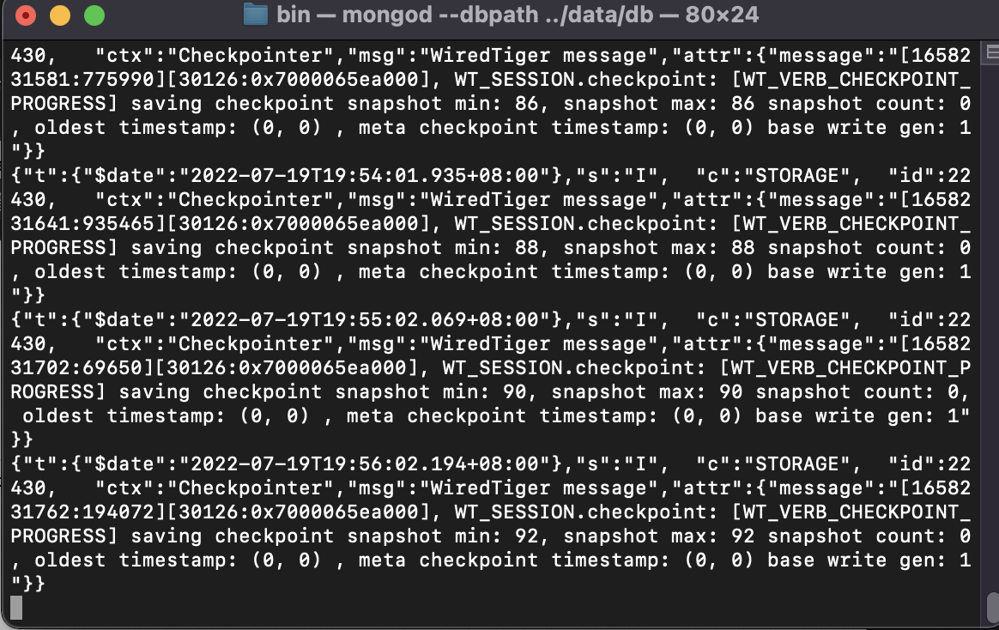 bin — mongod --dbpath ../data/db — 80×24
430,   "ctx":"Checkpointer","msg":"WiredTiger message","attr":{"message":"[16582
31581:775990][30126:0x7000065ea000], WT_SESSION.checkpoint: [WT_VERB_CHECKPOINT_
PROGRESS] saving checkpoint snapshot min: 86, snapshot max: 86 snapshot count: 0
, oldest timestamp: (0, 0) , meta checkpoint timestamp: (0, 0) base write gen: 1
"}}
{"t":{"$date":"2022-07-19T19:54:01.935+08:00"},"s":"I",  "c":"STORAGE",  "id":22
430,   "ctx":"Checkpointer","msg":"WiredTiger message","attr":{"message":"[16582
31641:935465][30126:0x7000065ea000], WT_SESSION.checkpoint: [WT_VERB_CHECKPOINT_
PROGRESS] saving checkpoint snapshot min: 88, snapshot max: 88 snapshot count: 0
, oldest timestamp: (0, 0) , meta checkpoint timestamp: (0, 0) base write gen: 1
"}}
{"t":{"$date":"2022-07-19T19:55:02.069+08:00"},"s":"I",  "c":"STORAGE",  "id":22
430,   "ctx":"Checkpointer","msg":"WiredTiger message","attr":{"message":"[16582
31702:69650][30126:0x7000065ea000], WT_SESSION.checkpoint: [WT_VERB_CHECKPOINT_P
ROGRESS] saving checkpoint snapshot min: 90, snapshot max: 90 snapshot count: 0,
 oldest timestamp: (0, 0) , meta checkpoint timestamp: (0, 0) base write gen: 1"
}}
{"t":{"$date":"2022-07-19T19:56:02.194+08:00"},"s":"I",  "c":"STORAGE",  "id":22
430,   "ctx":"Checkpointer","msg":"WiredTiger message","attr":{"message":"[16582
31762:194072][30126:0x7000065ea000], WT_SESSION.checkpoint: [WT_VERB_CHECKPOINT_
PROGRESS] saving checkpoint snapshot min: 92, snapshot max: 92 snapshot count: 0
, oldest timestamp: (0, 0) , meta checkpoint timestamp: (0, 0) base write gen: 1
"}}